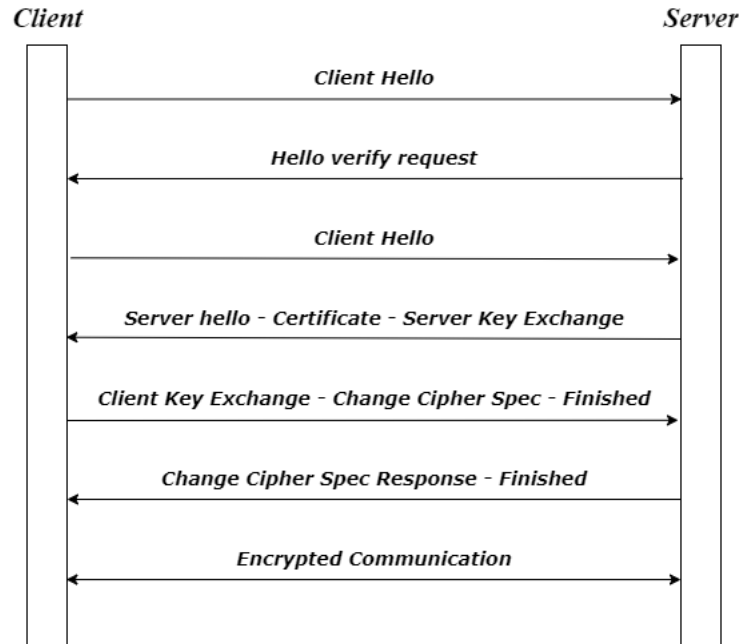 Client
Server
Client Hello
Hello verify request
Client Hello
Server hello - Certificate - Server Key Exchange
Client Key Exchange - Change Cipher Spec - Finished
Change Cipher Spec Response - Finished
Encrypted Communication